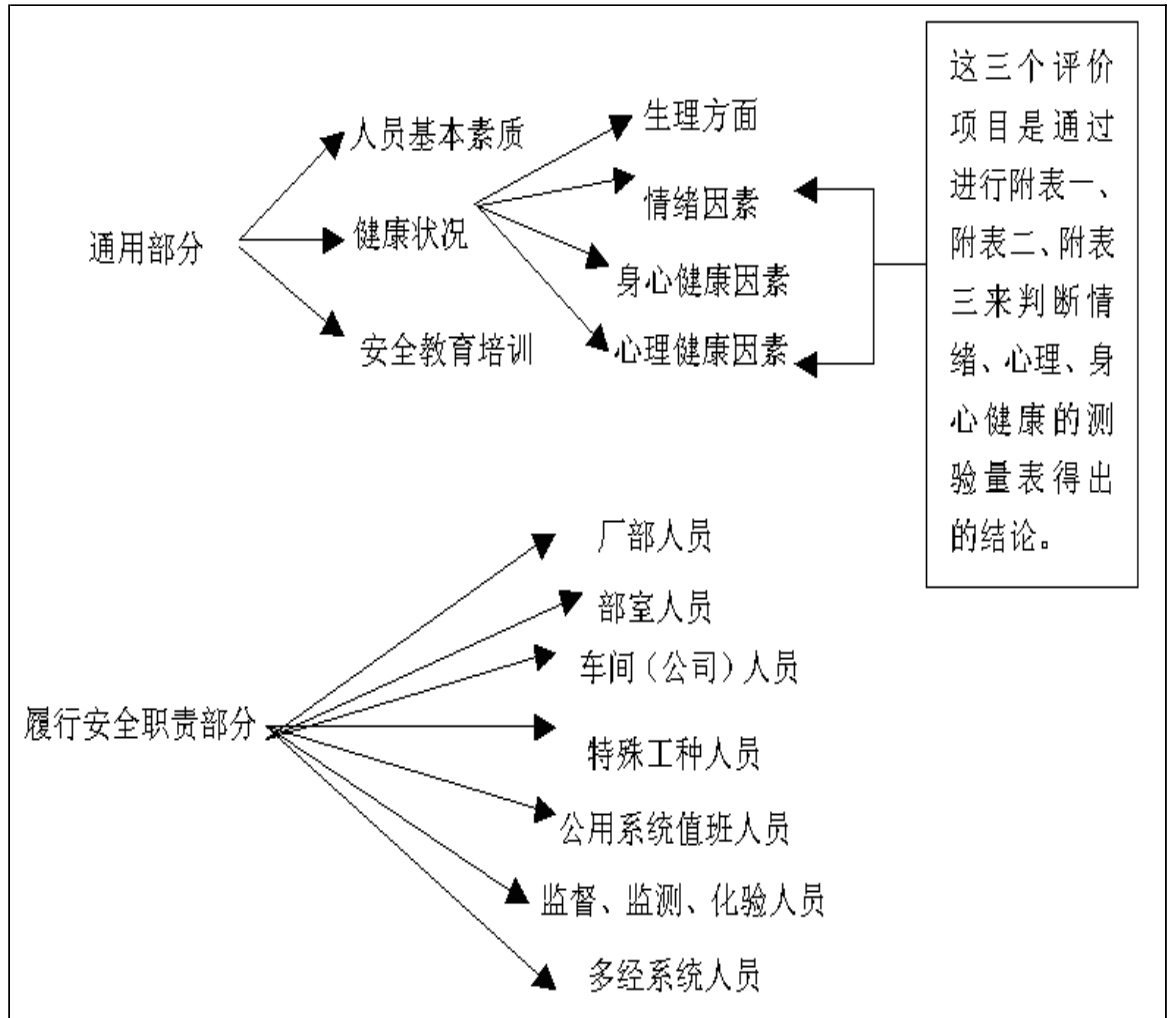 通用部分
人员基本素质
健康状况
安全教育培训
生理方面
情绪因素
身心健康因素
心理健康因素
这三个评价
项目是通过
进行附表一、
附表二、附表
三来判断情
绪、心理、身
心健康的测
验量表得出
的结论。
履行安全职责部分
厂部人员
部室人员
车间（公司）人员
特殊工种人员
公用系统值班人员
监督、监测、化验人员
多经系统人员